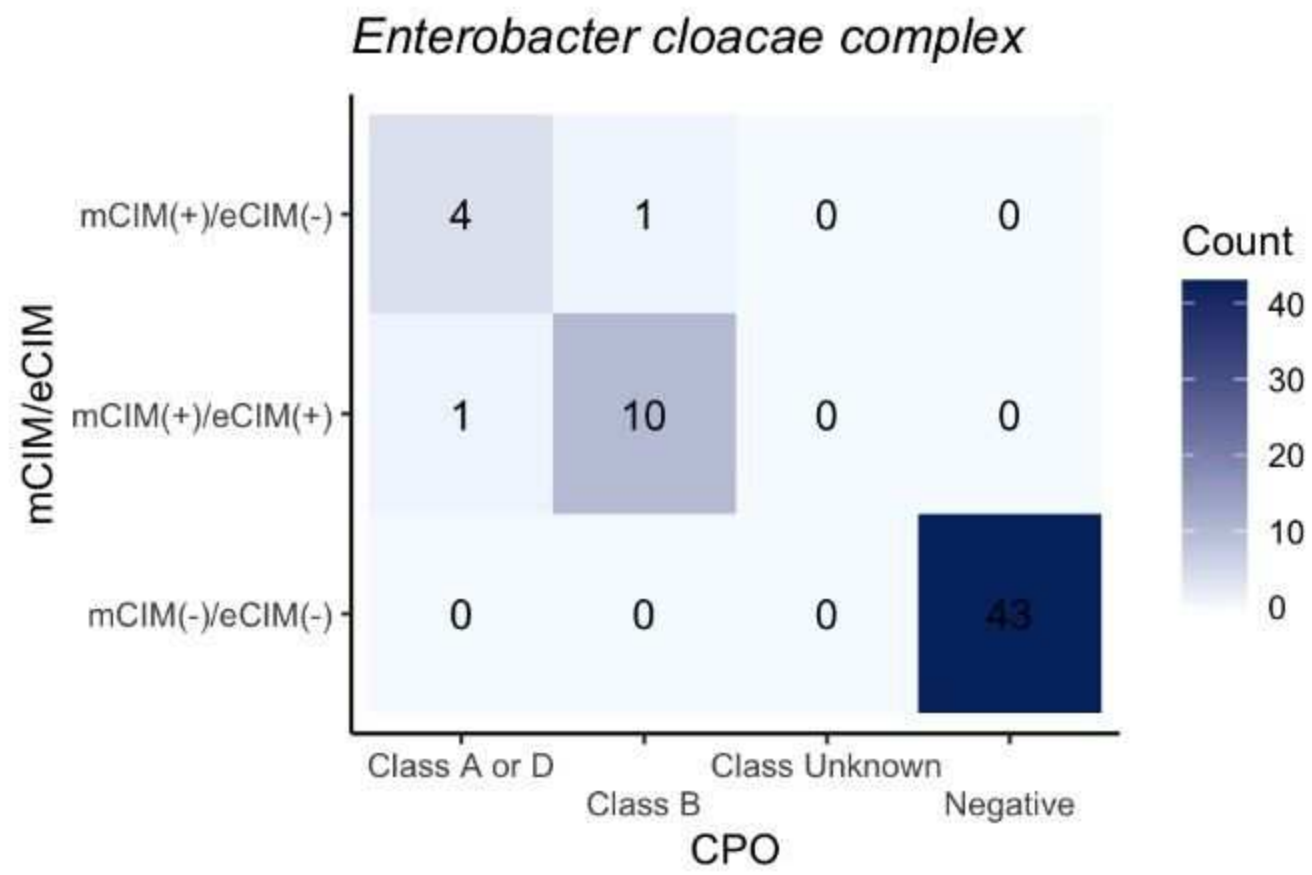 Enterobacter cloacae complex
mCIM/eCIM
mCIM(+)/eCIM(-)
4 1 0 0
mCIM(+)/eCIM(+)
1 10 0 0
mCIM(-)/eCIM(-)
0 0 0 43
Class A or D
Class B
Class Unknown
Negative
CPO
Count
40
30
20
10
0